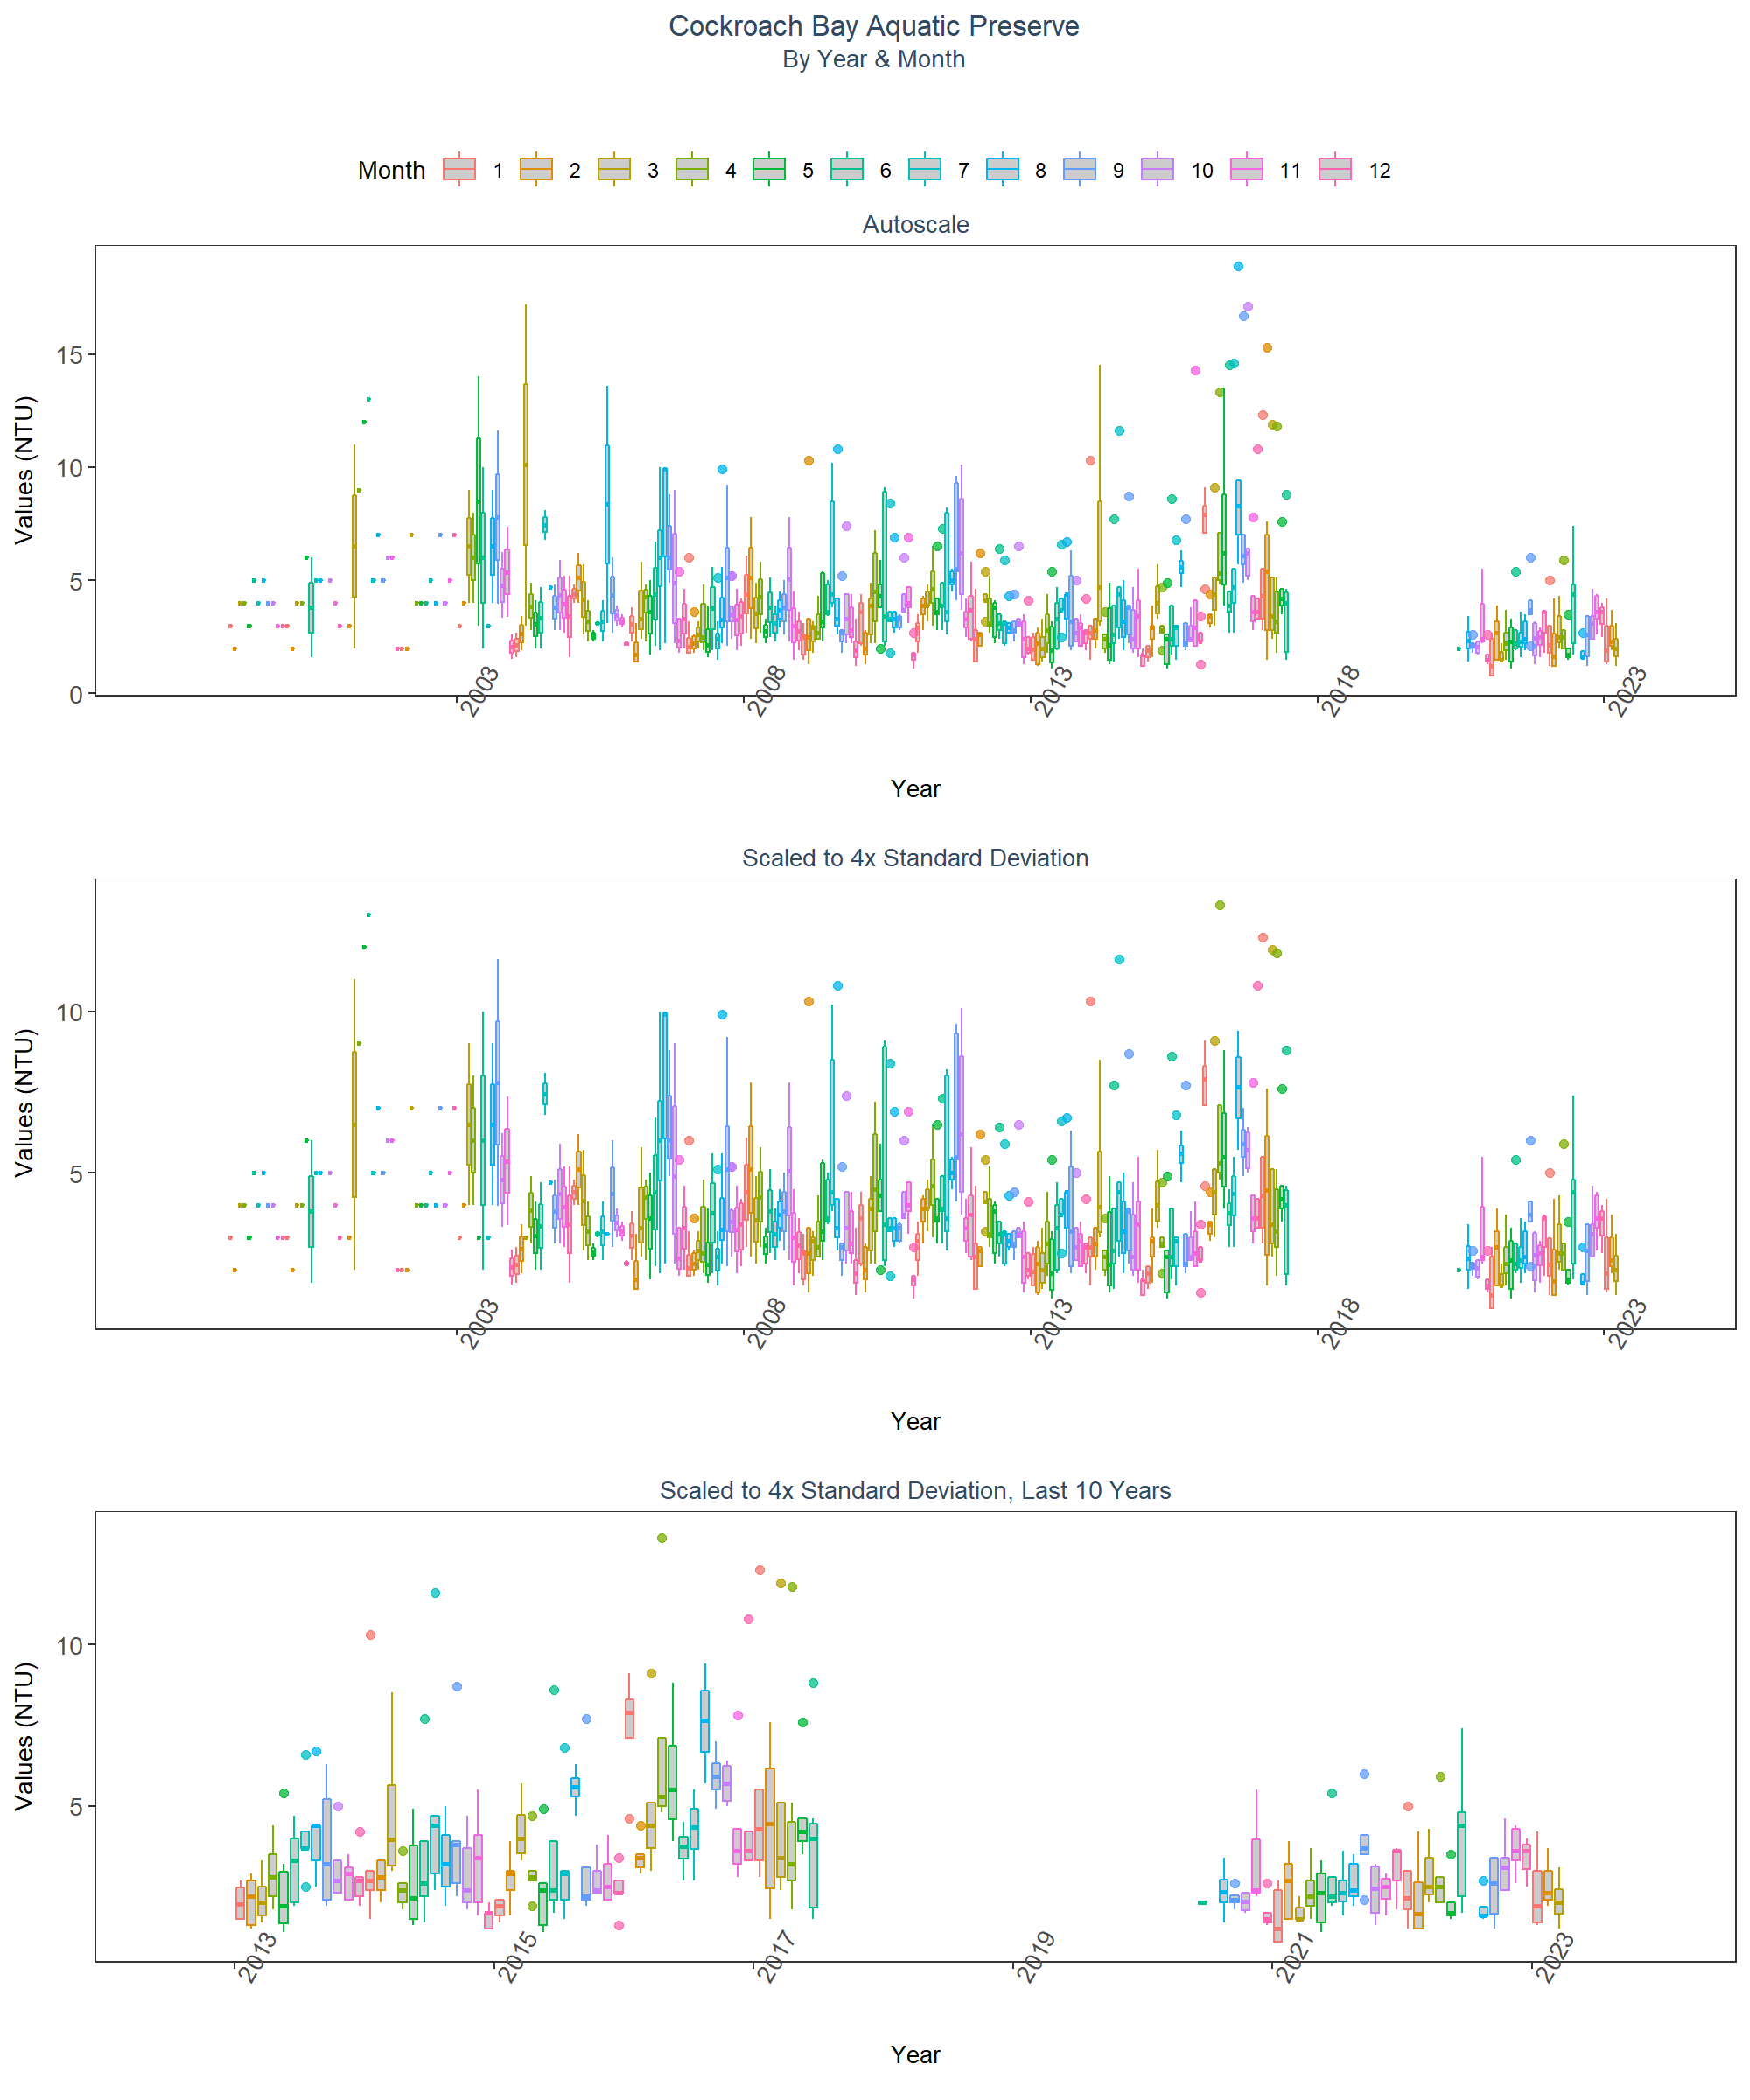 Cockroach Bay Aquatic Preserve
By Year & Month
Month 1 2 3 4 5 6 7 8 9 10 11 12
Autoscale
Values (NTU)
15
10
5
0
2003 2008 2013 2018 2023
Year
Scaled to 4x Standard Deviation
Values (NTU)
10
5
2003 2008 2013 2018 2023
Year
Scaled to 4x Standard Deviation, Last 10 Years
Values (NTU)
10
5
2013 2015 2017 2019 2021 2023
Year